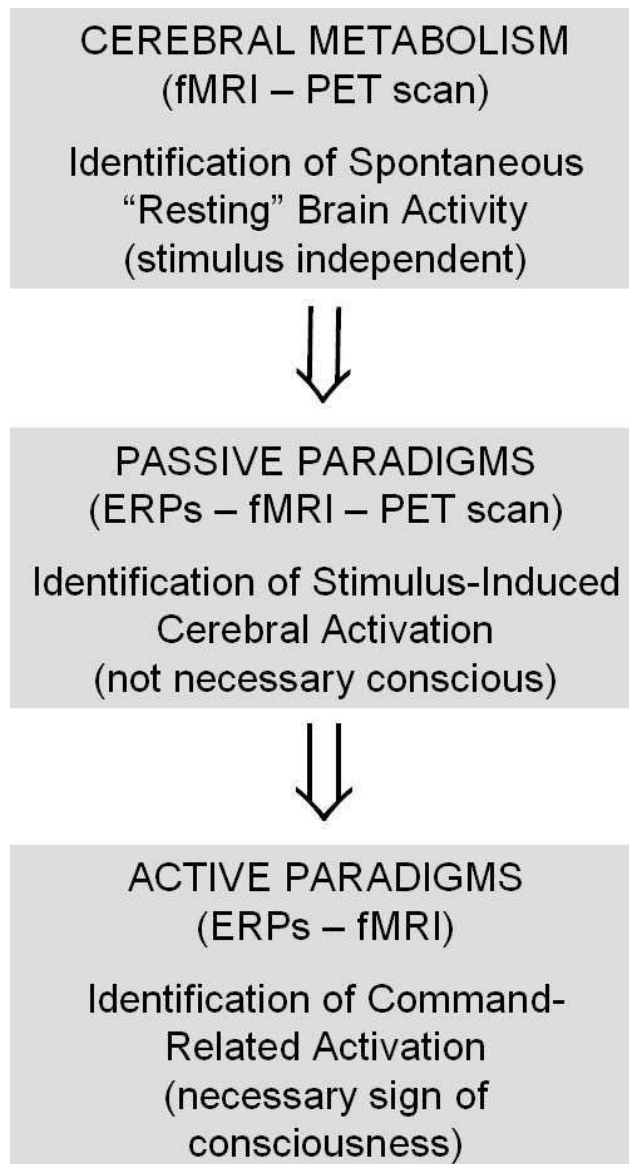 CEREBRAL METABOLISM
(fMRI – PET scan)
Identification of Spontaneous
“Resting” Brain Activity
(stimulus independent)
PASSIVE PARADIGMS
(ERPs – fMRI – PET scan)
Identification of Stimulus-Induced
Cerebral Activation
(not necessary conscious)
ACTIVE PARADIGMS
(ERPs – fMRI)
Identification of Command-
Related Activation
(necessary sign of
consciousness)